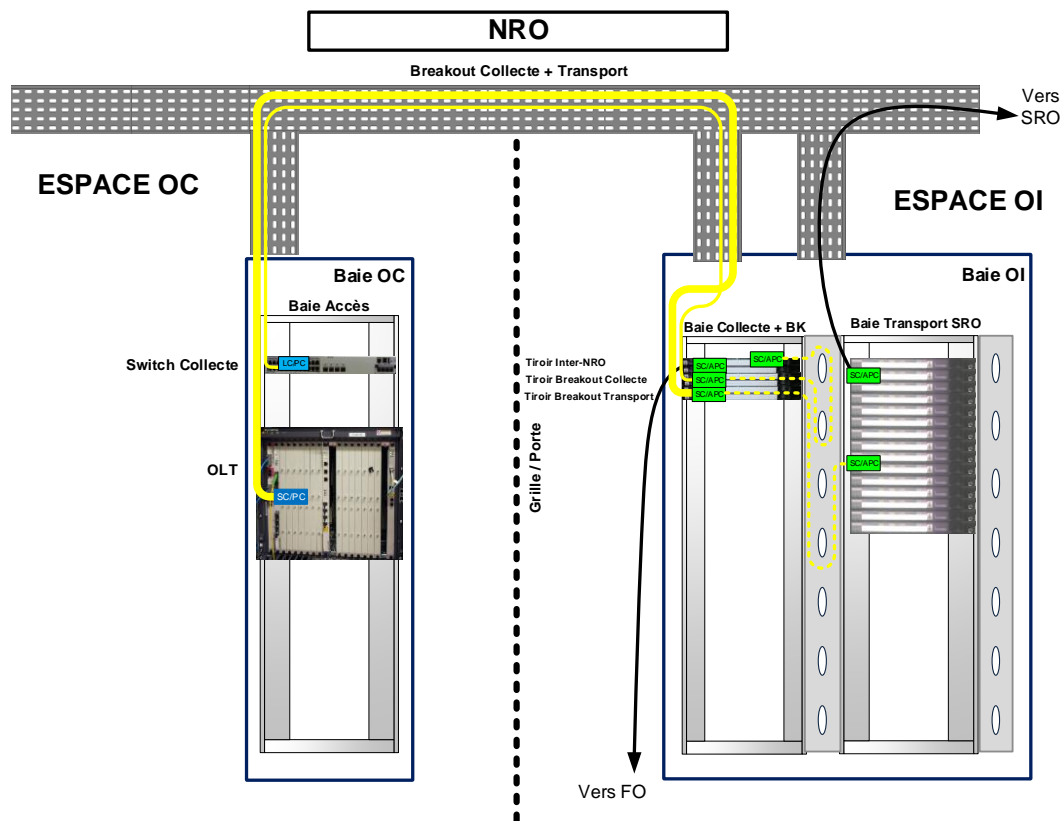 NRO
Breakout Collecte + Transport
Vers
SRO
ESPACE OC
ESPACE OI
Baie OC
Baie OI
Baie Accès
Baie Collecte + BK
Baie Transport SRO
Switch Collecte
LC/PC
Tiroir Inter-NRO
Tiroir Breakout Collecte
Tiroir Breakout Transport
SC/APC
SC/APC
SC/APC
SC/APC
SC/APC
SC/APC
OLT
SC/PC
Grille / Porte
Vers FO